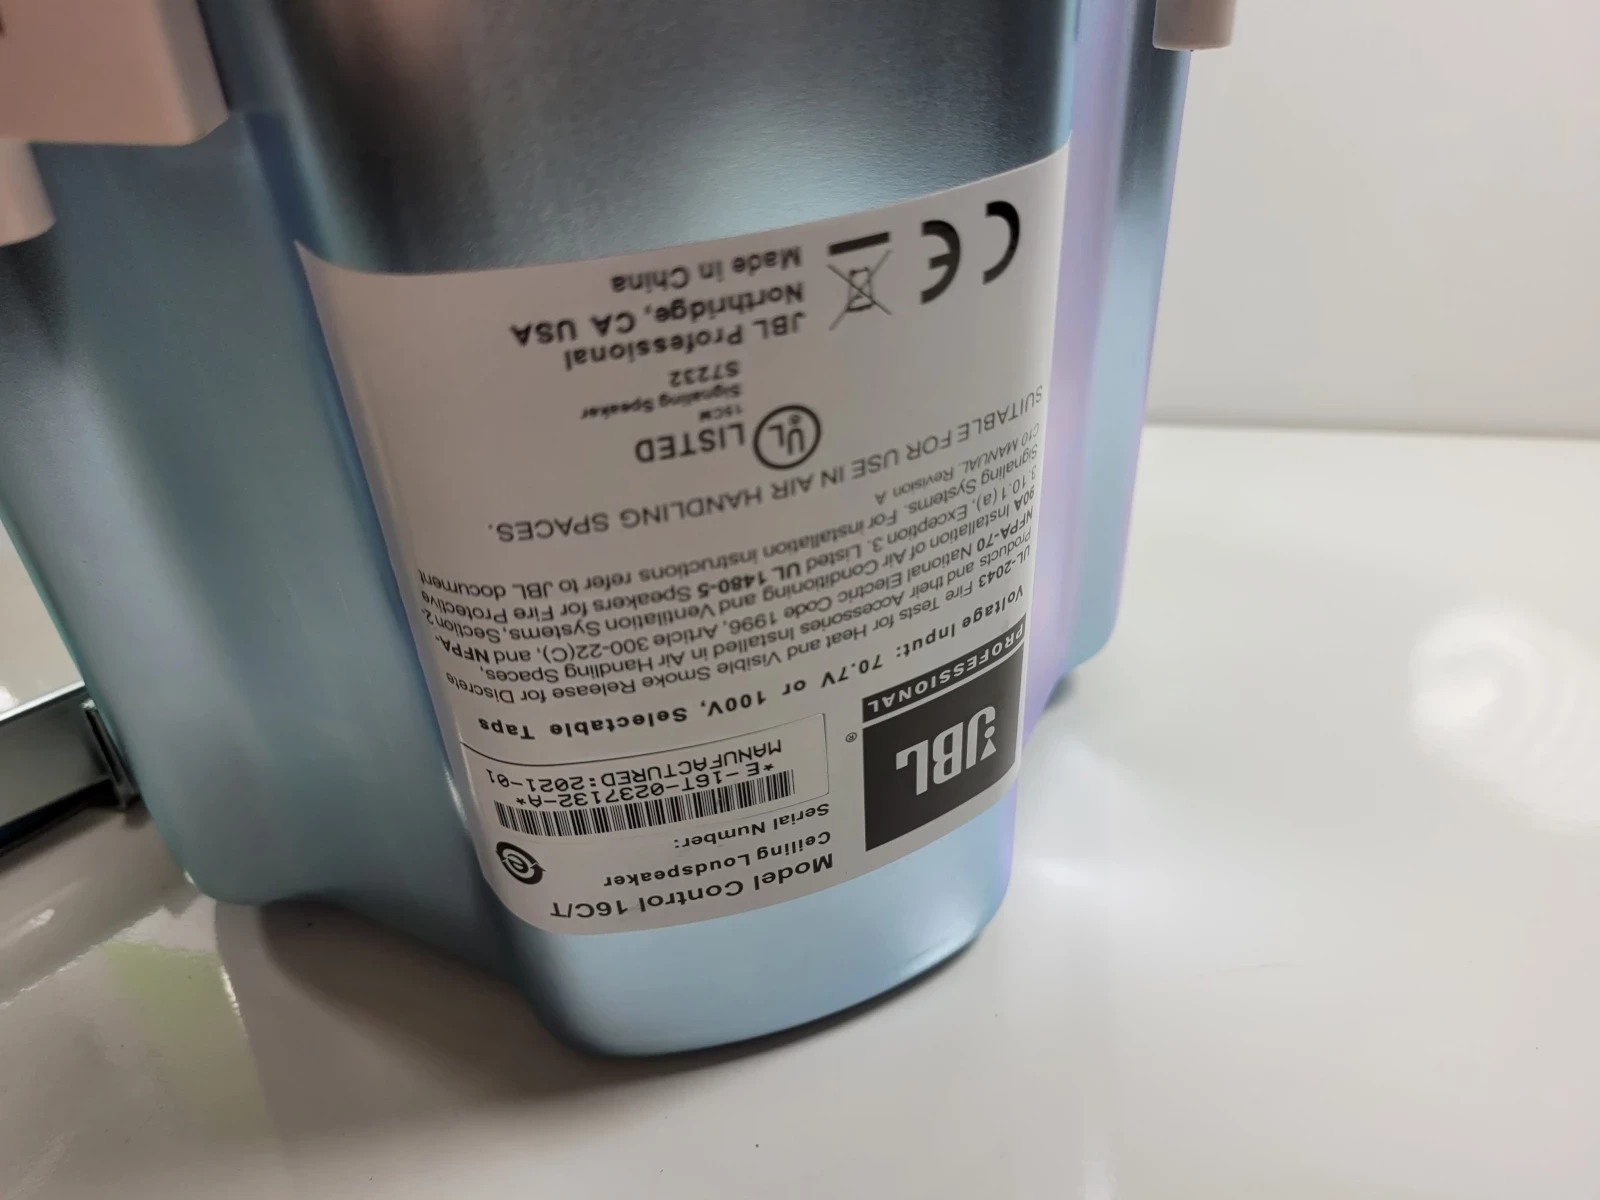 JBL
PROFESSIONAL
®
Model Control 16C/T
Ceiling Loudspeaker
Serial Number:
*E-16T-0237132-A*
MANUFACTURED:2021-01
Voltage Input: 70.7V or 100V, Selectable Taps
UL-2043 Fire Tests for Heat and Visible Smoke Release for Discrete
Products and their Accessories Installed in Air Handling Spaces,
NFPA-70 National Electric Code 1996, Article 300-22(C), and NFPA-
90A Installation of Air Conditioning and Ventilation Systems, Section 2-
3.10.1 (a), Exception 3. Listed UL 1480-5 Speakers for Fire Protective
Signaling Systems. For installation instructions refer to JBL document
C10 MANUAL. Revision A
SUITABLE FOR USE IN AIR HANDLING SPACES.
UL LISTED
15CM
Signaling Speaker
S7232
JBL Professional
Northridge, CA USA
Made in China
CE